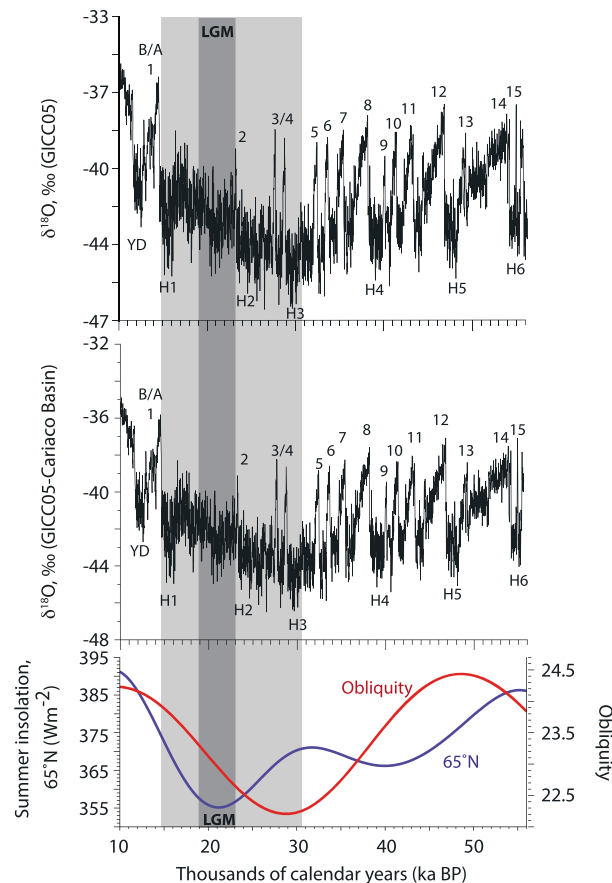 -33
LGM
B/A
1
12
15
14
-37
8
11
3/4
7
10
13
6
5
2
9
-40
δ¹⁸O, ‰ (GICC05)
-44
YD
H6
H1
H4
H5
H2
H3
-47
-32
B/A
1
12
15
-36
8
14
7
11
3/4
10
13
6
2
5
9
-40
δ¹⁸O, ‰ (GICC05-Cariaco Basin)
YD
-44
H6
H1
H4
H5
H2
H3
-48
395
24.5
Obliquity
385
23.5
375
65˚N
365
22.5
355
LGM
Summer insolation,
65˚N (Wm⁻²)
Obliquity
10 20 30 40 50
Thousands of calendar years (ka BP)